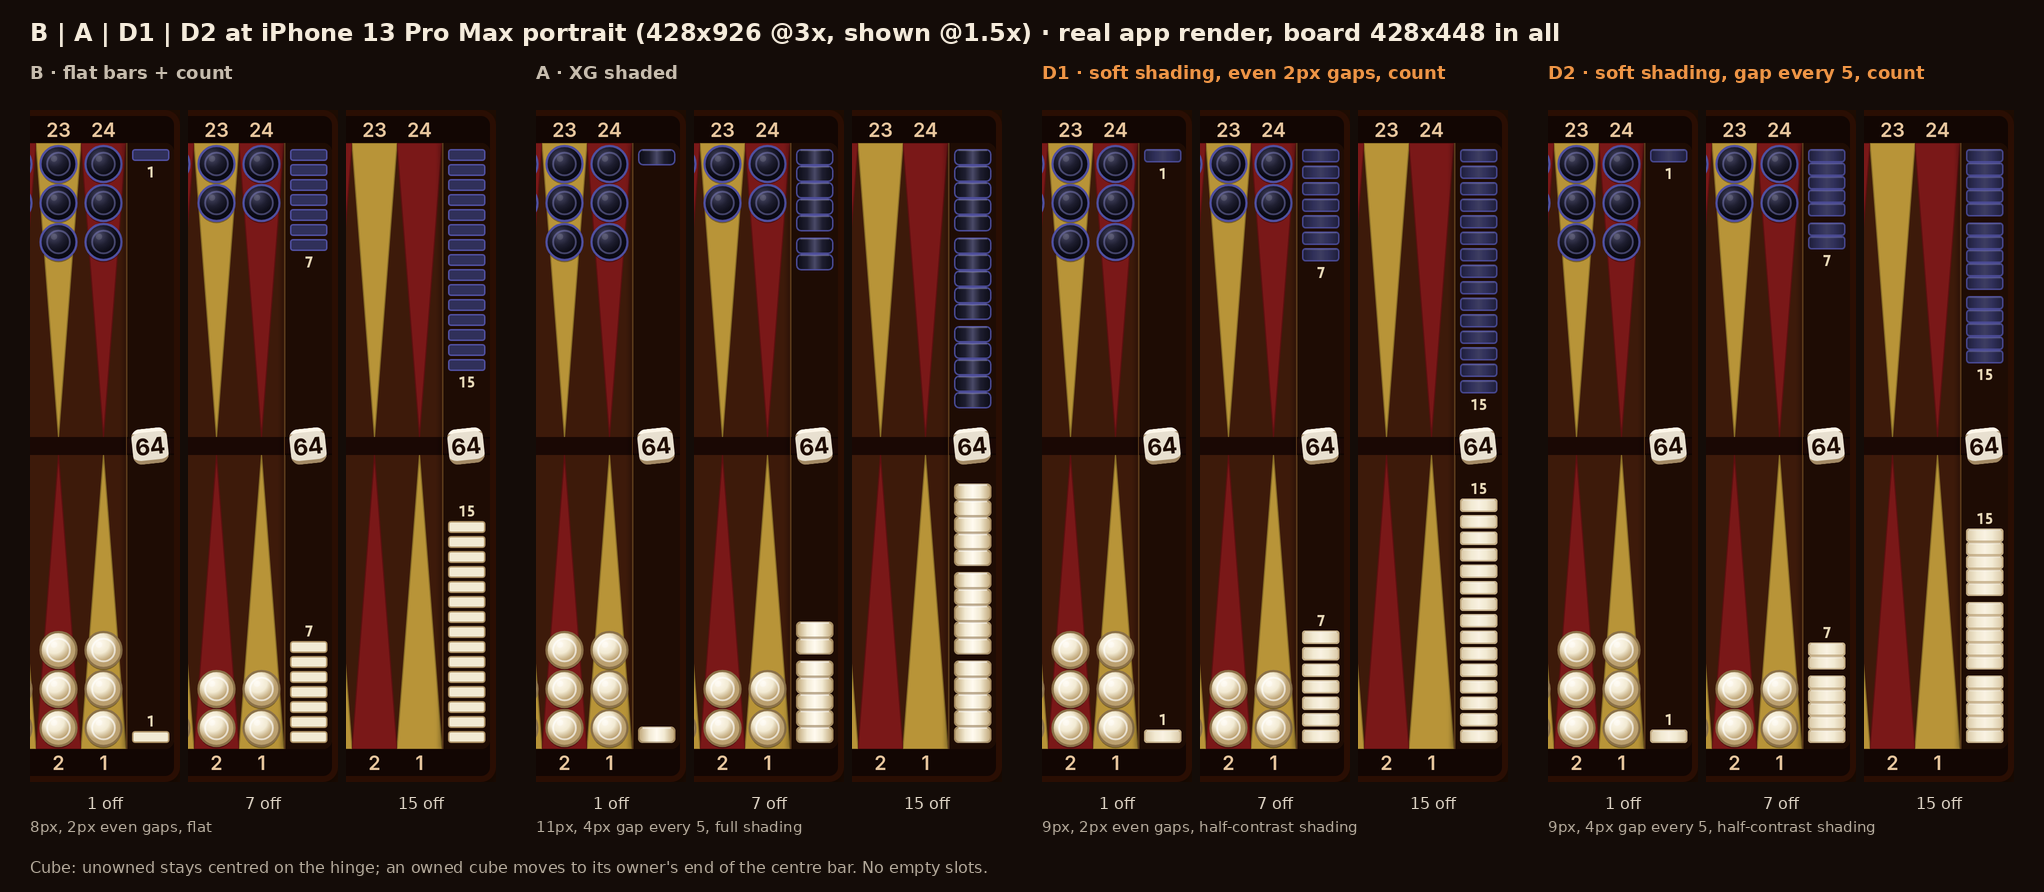 B | A | D1 | D2 at iPhone 13 Pro Max portrait (428x926 @3x, shown @1.5x) · real app render, board 428x448 in all
B · flat bars + count
A · XG shaded
D1 · soft shading, even 2px gaps, count
D2 · soft shading, gap every 5, count
23 24 23 24 23 24 23 24 23 24 23 24 23 24 23 24 23 24 23 24 23 24 23 24
1 1 1
7 7 7
15 15 15
64 64 64 64 64 64 64 64 64 64 64 64
15 15 15
7 7 7
1 1 1
2 1 2 1 2 1 2 1 2 1 2 1 2 1 2 1 2 1 2 1 2 1 2 1
1 off 7 off 15 off 1 off 7 off 15 off 1 off 7 off 15 off 1 off 7 off 15 off
8px, 2px even gaps, flat
11px, 4px gap every 5, full shading
9px, 2px even gaps, half-contrast shading
9px, 4px gap every 5, half-contrast shading
Cube: unowned stays centred on the hinge; an owned cube moves to its owner's end of the centre bar. No empty slots.